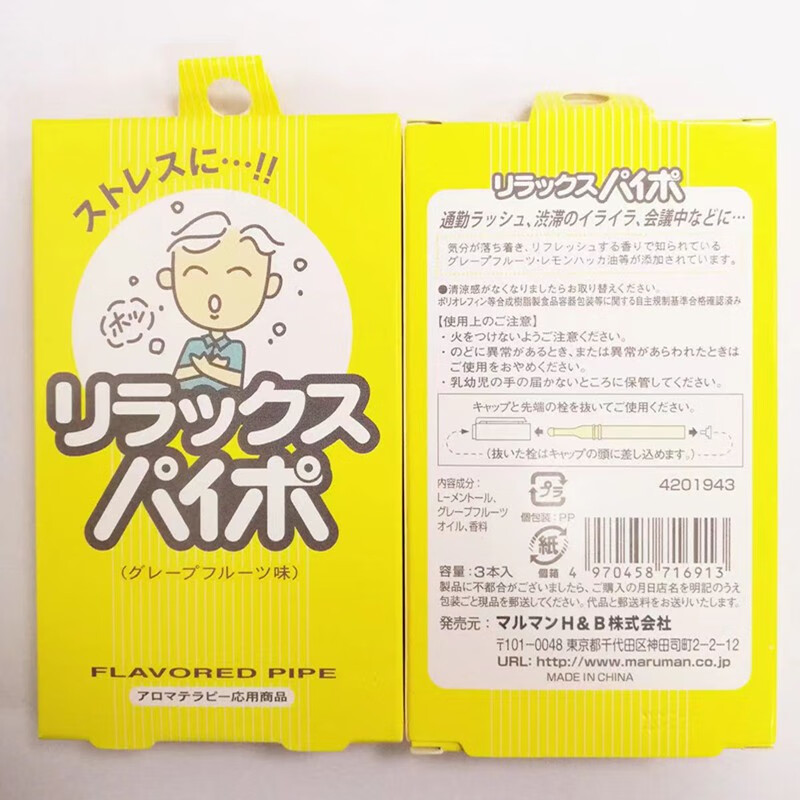 ストレスに…!!
ホッ
リラックス
パイポ
(グレープフルーツ味)
FLAVORED PIPE
アロマテラピー応用商品
リラックスパイポ
通勤ラッシュ、渋滞のイライラ、会議中などに…
気分が落ち着き、リフレッシュする香りで知られている
グレープフルーツ・レモンハッカ油等が添加されています。
●清涼感がなくなりましたらお取り替えください。
ポリオレフィン等合成樹脂製食品容器包装等に関する自主規制基準合格確認済み
【使用上のご注意】
・火をつけないようご注意ください。
・のどに異常があるとき、または異常があらわれたときは
ご使用をおやめください。
・乳幼児の手の届かないところに保管してください。
キャップと先端の栓を抜いてご使用ください。
(抜いた栓はキャップの頭に差し込めます。)
内容成分:
L-メントール、
グレープフルーツ
オイル、香料
プラ
個包装:PP
4201943
紙
個箱
4 970458 716913
容量:3本入
製品に不都合がございましたら、ご購入の月日店名を明記のうえ
包装ごと現品を郵送してください。代品と郵送料をお送りいたします。
発売元:マルマンH&B株式会社
〒101-0048 東京都千代田区神田司町2-2-12
URL: http://www.maruman.co.jp
MADE IN CHINA